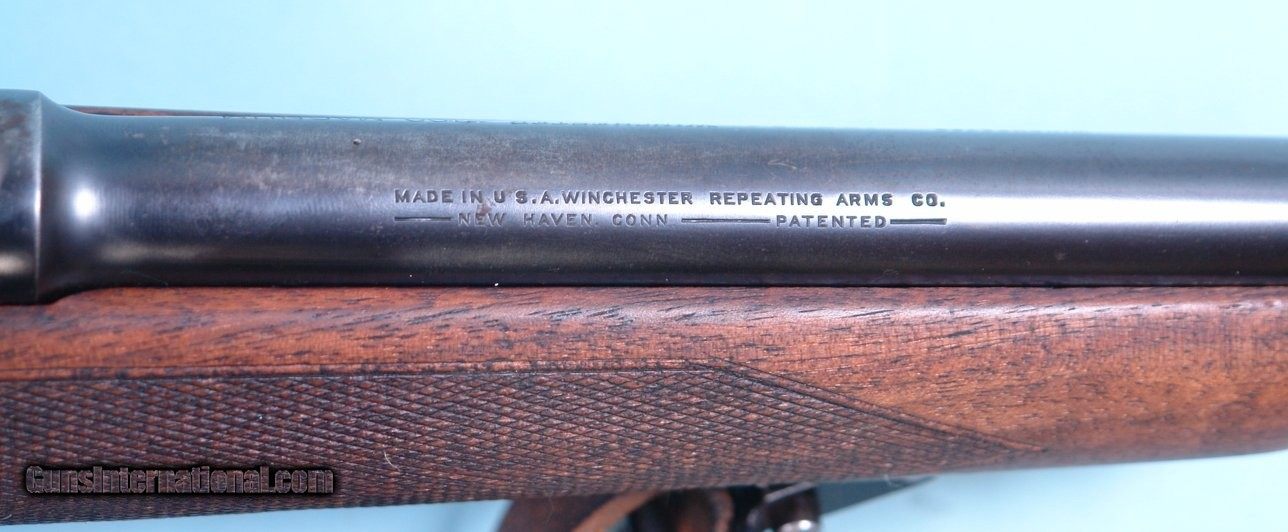 MADE IN U S.A. WINCHESTER REPEATING ARMS CO.
NEW HAVEN. CONN PATENTED
GunsInternational.com